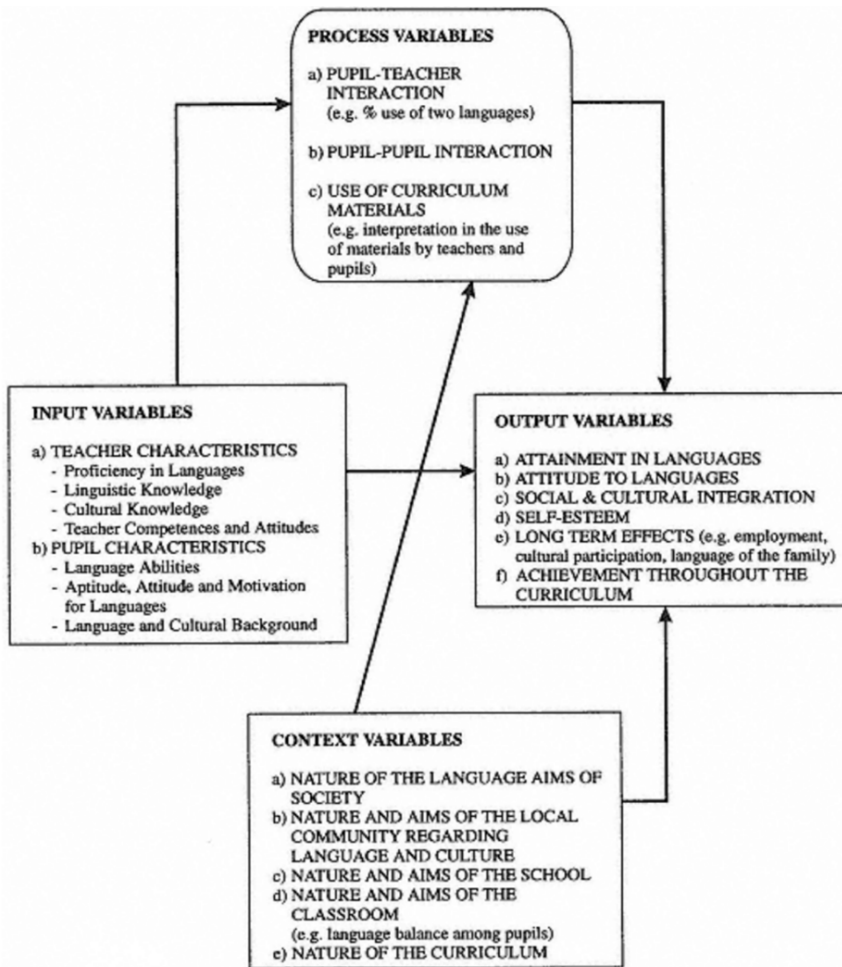 PROCESS VARIABLES
a) PUPIL-TEACHER
INTERACTION
(e.g. % use of two languages)
b) PUPIL-PUPIL INTERACTION
c) USE OF CURRICULUM
MATERIALS
(e.g. interpretation in the use
of materials by teachers and
pupils)
INPUT VARIABLES
a) TEACHER CHARACTERISTICS
- Proficiency in Languages
- Linguistic Knowledge
- Cultural Knowledge
- Teacher Competences and Attitudes
b) PUPIL CHARACTERISTICS
- Language Abilities
- Aptitude, Attitude and Motivation
for Languages
- Language and Cultural Background
OUTPUT VARIABLES
a) ATTAINMENT IN LANGUAGES
b) ATTITUDE TO LANGUAGES
c) SOCIAL & CULTURAL INTEGRATION
d) SELF-ESTEEM
e) LONG TERM EFFECTS (e.g. employment,
cultural participation, language of the family)
f) ACHIEVEMENT THROUGHOUT THE
CURRICULUM
CONTEXT VARIABLES
a) NATURE OF THE LANGUAGE AIMS OF
SOCIETY
b) NATURE AND AIMS OF THE LOCAL
COMMUNITY REGARDING
LANGUAGE AND CULTURE
c) NATURE AND AIMS OF THE SCHOOL
d) NATURE AND AIMS OF THE
CLASSROOM
(e.g. language balance among pupils)
e) NATURE OF THE CURRICULUM